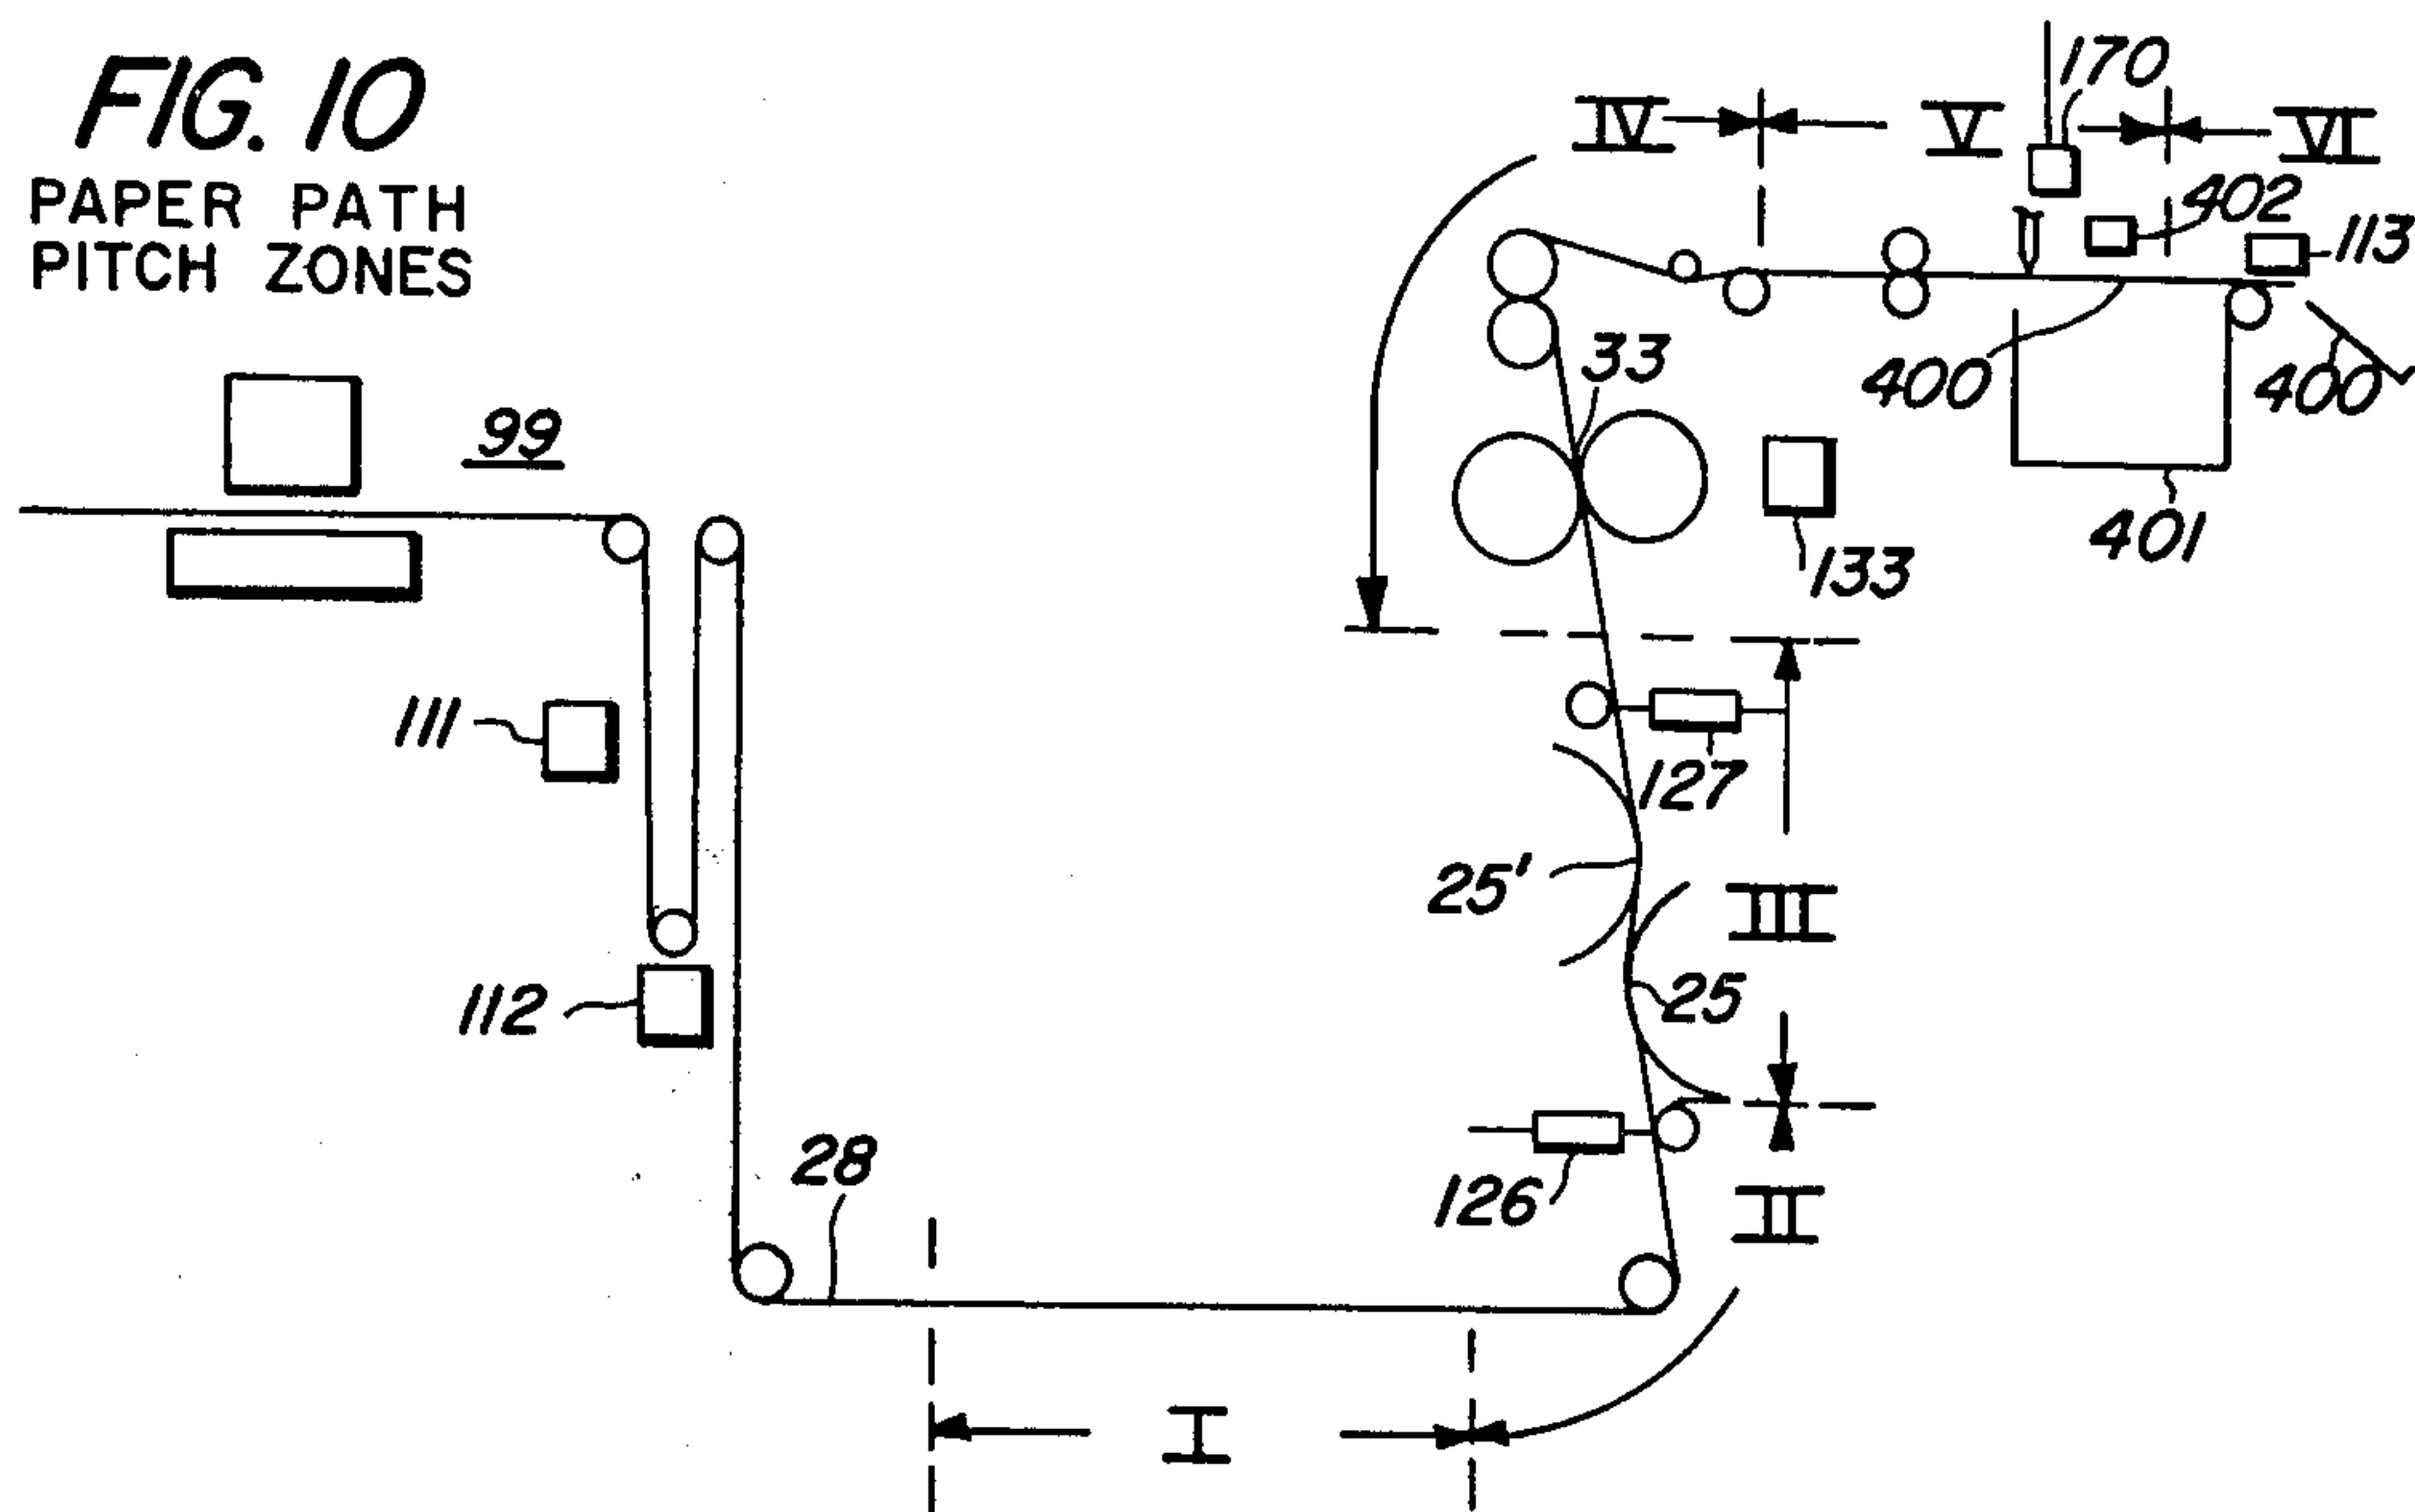 FIG. 10
PAPER PATH
PITCH ZONES
170
IV
V
VI
402
113
33
400
400
99
401
133
111
127
25'
III
112
25
28
126
II
I